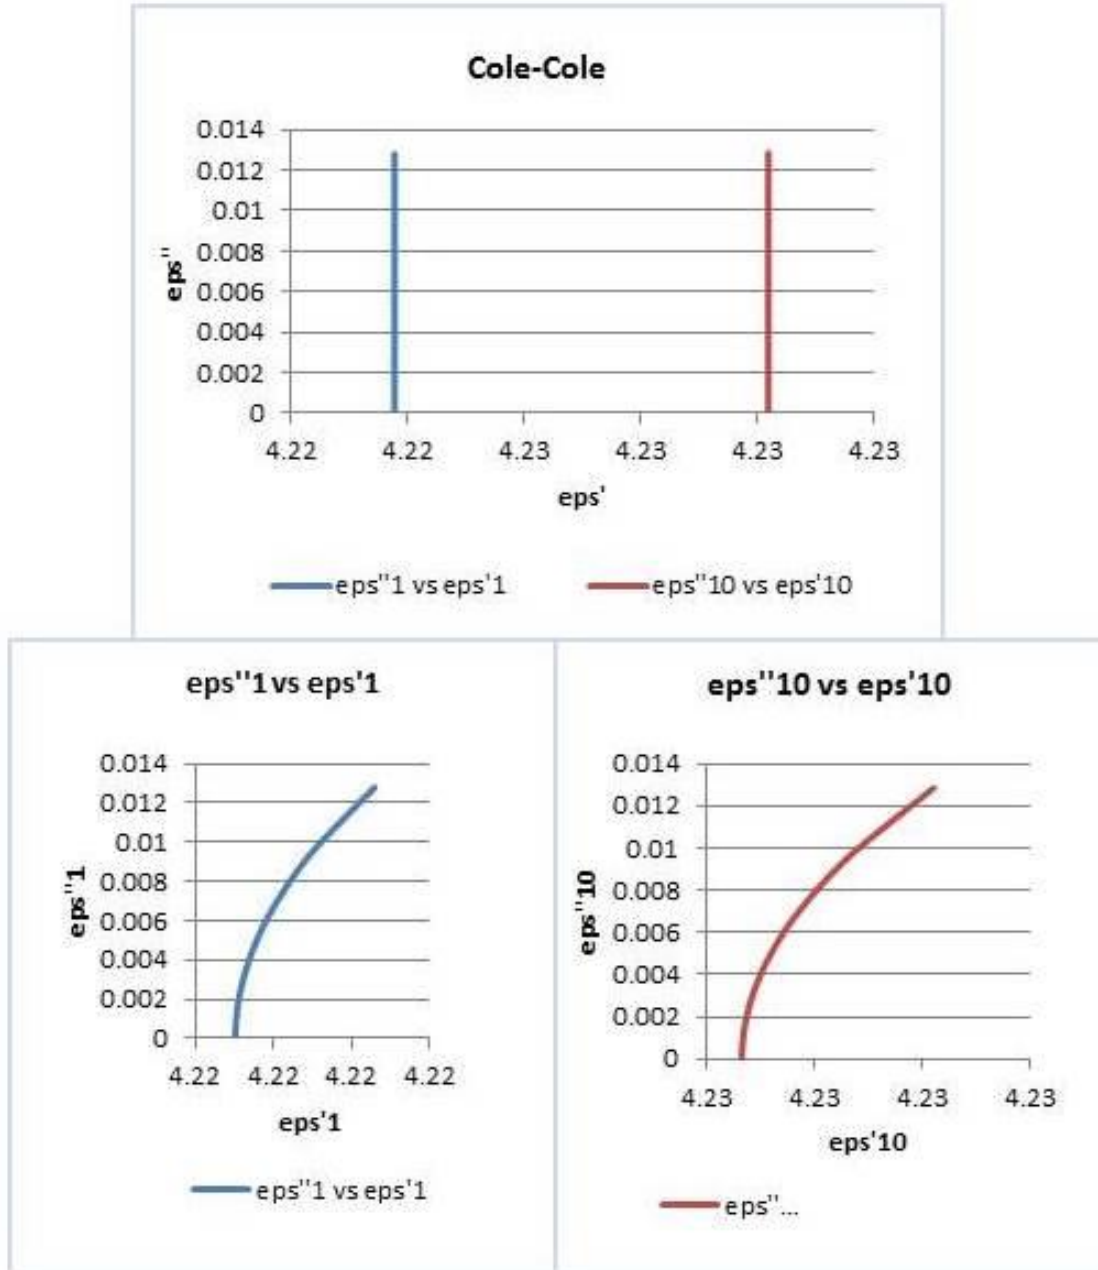 Cole-Cole
0.014
0.012
0.01
0.008
0.006
0.004
0.002
0
eps"
4.22 4.22 4.23 4.23 4.23 4.23
eps'
eps"1 vs eps'1 eps"10 vs eps'10
eps"1 vs eps'1
0.014
0.012
0.01
0.008
0.006
0.004
0.002
0
eps"1
4.22 4.22 4.22 4.22
eps'1
eps"1 vs eps'1
eps"10 vs eps'10
0.014
0.012
0.01
0.008
0.006
0.004
0.002
0
eps"10
4.23 4.23 4.23 4.23
eps'10
eps"...